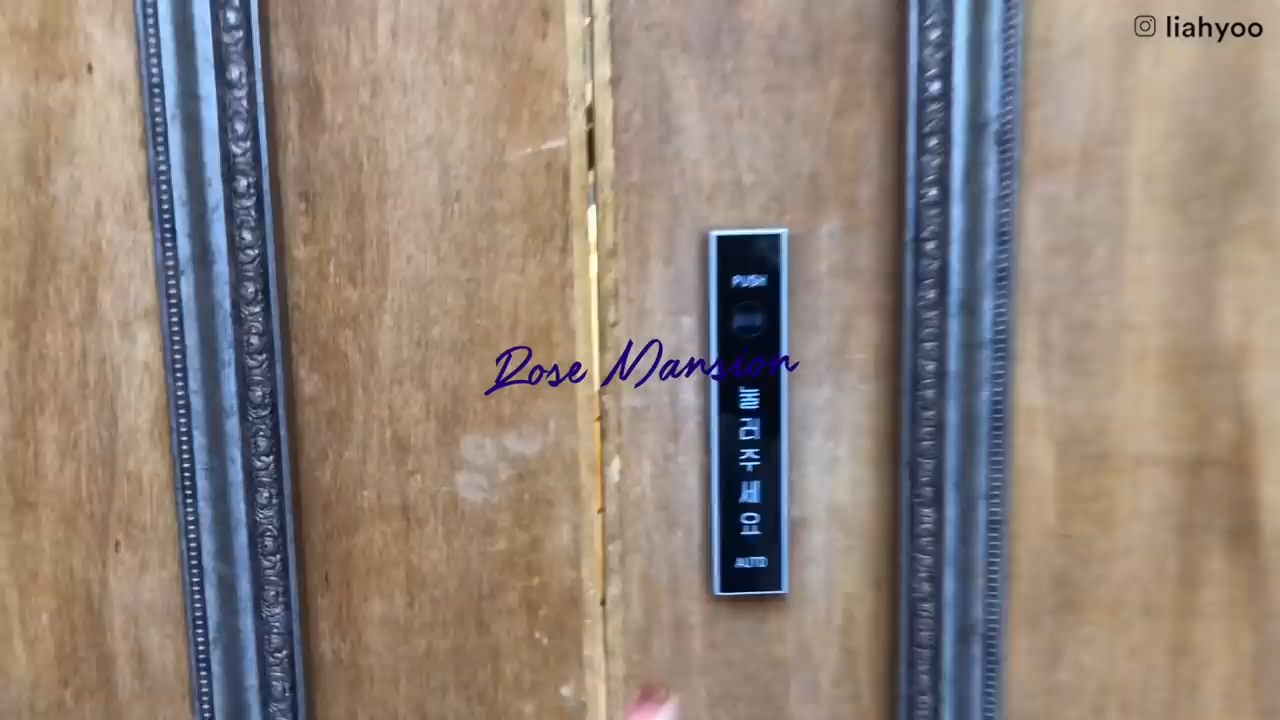 liahyoo
PUSH
Rose Mansion
눌러주세요
AUTO